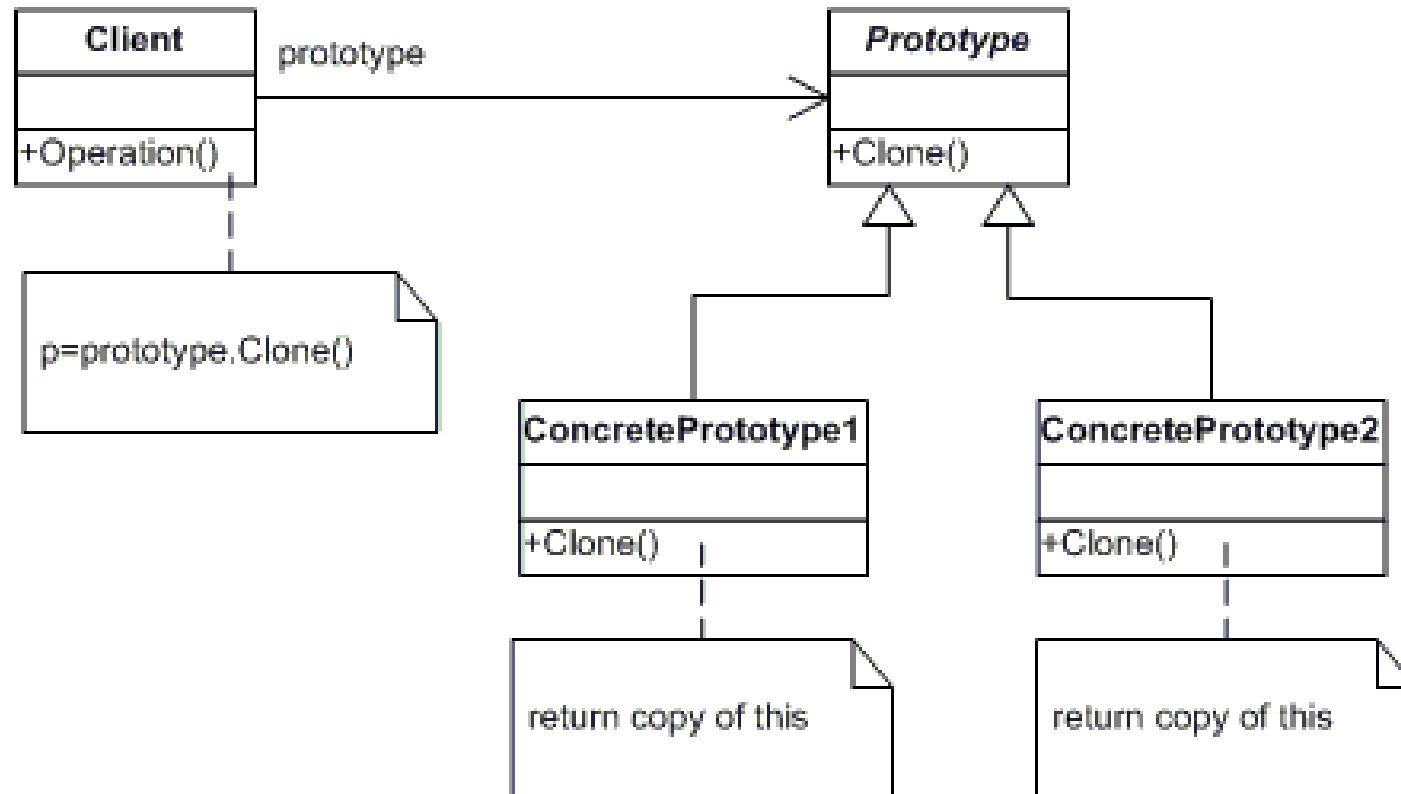 Client
prototype
Prototype
+Operation()
+Clone()
p=prototype.Clone()
ConcretePrototype1
ConcretePrototype2
+Clone()
+Clone()
return copy of this
return copy of this